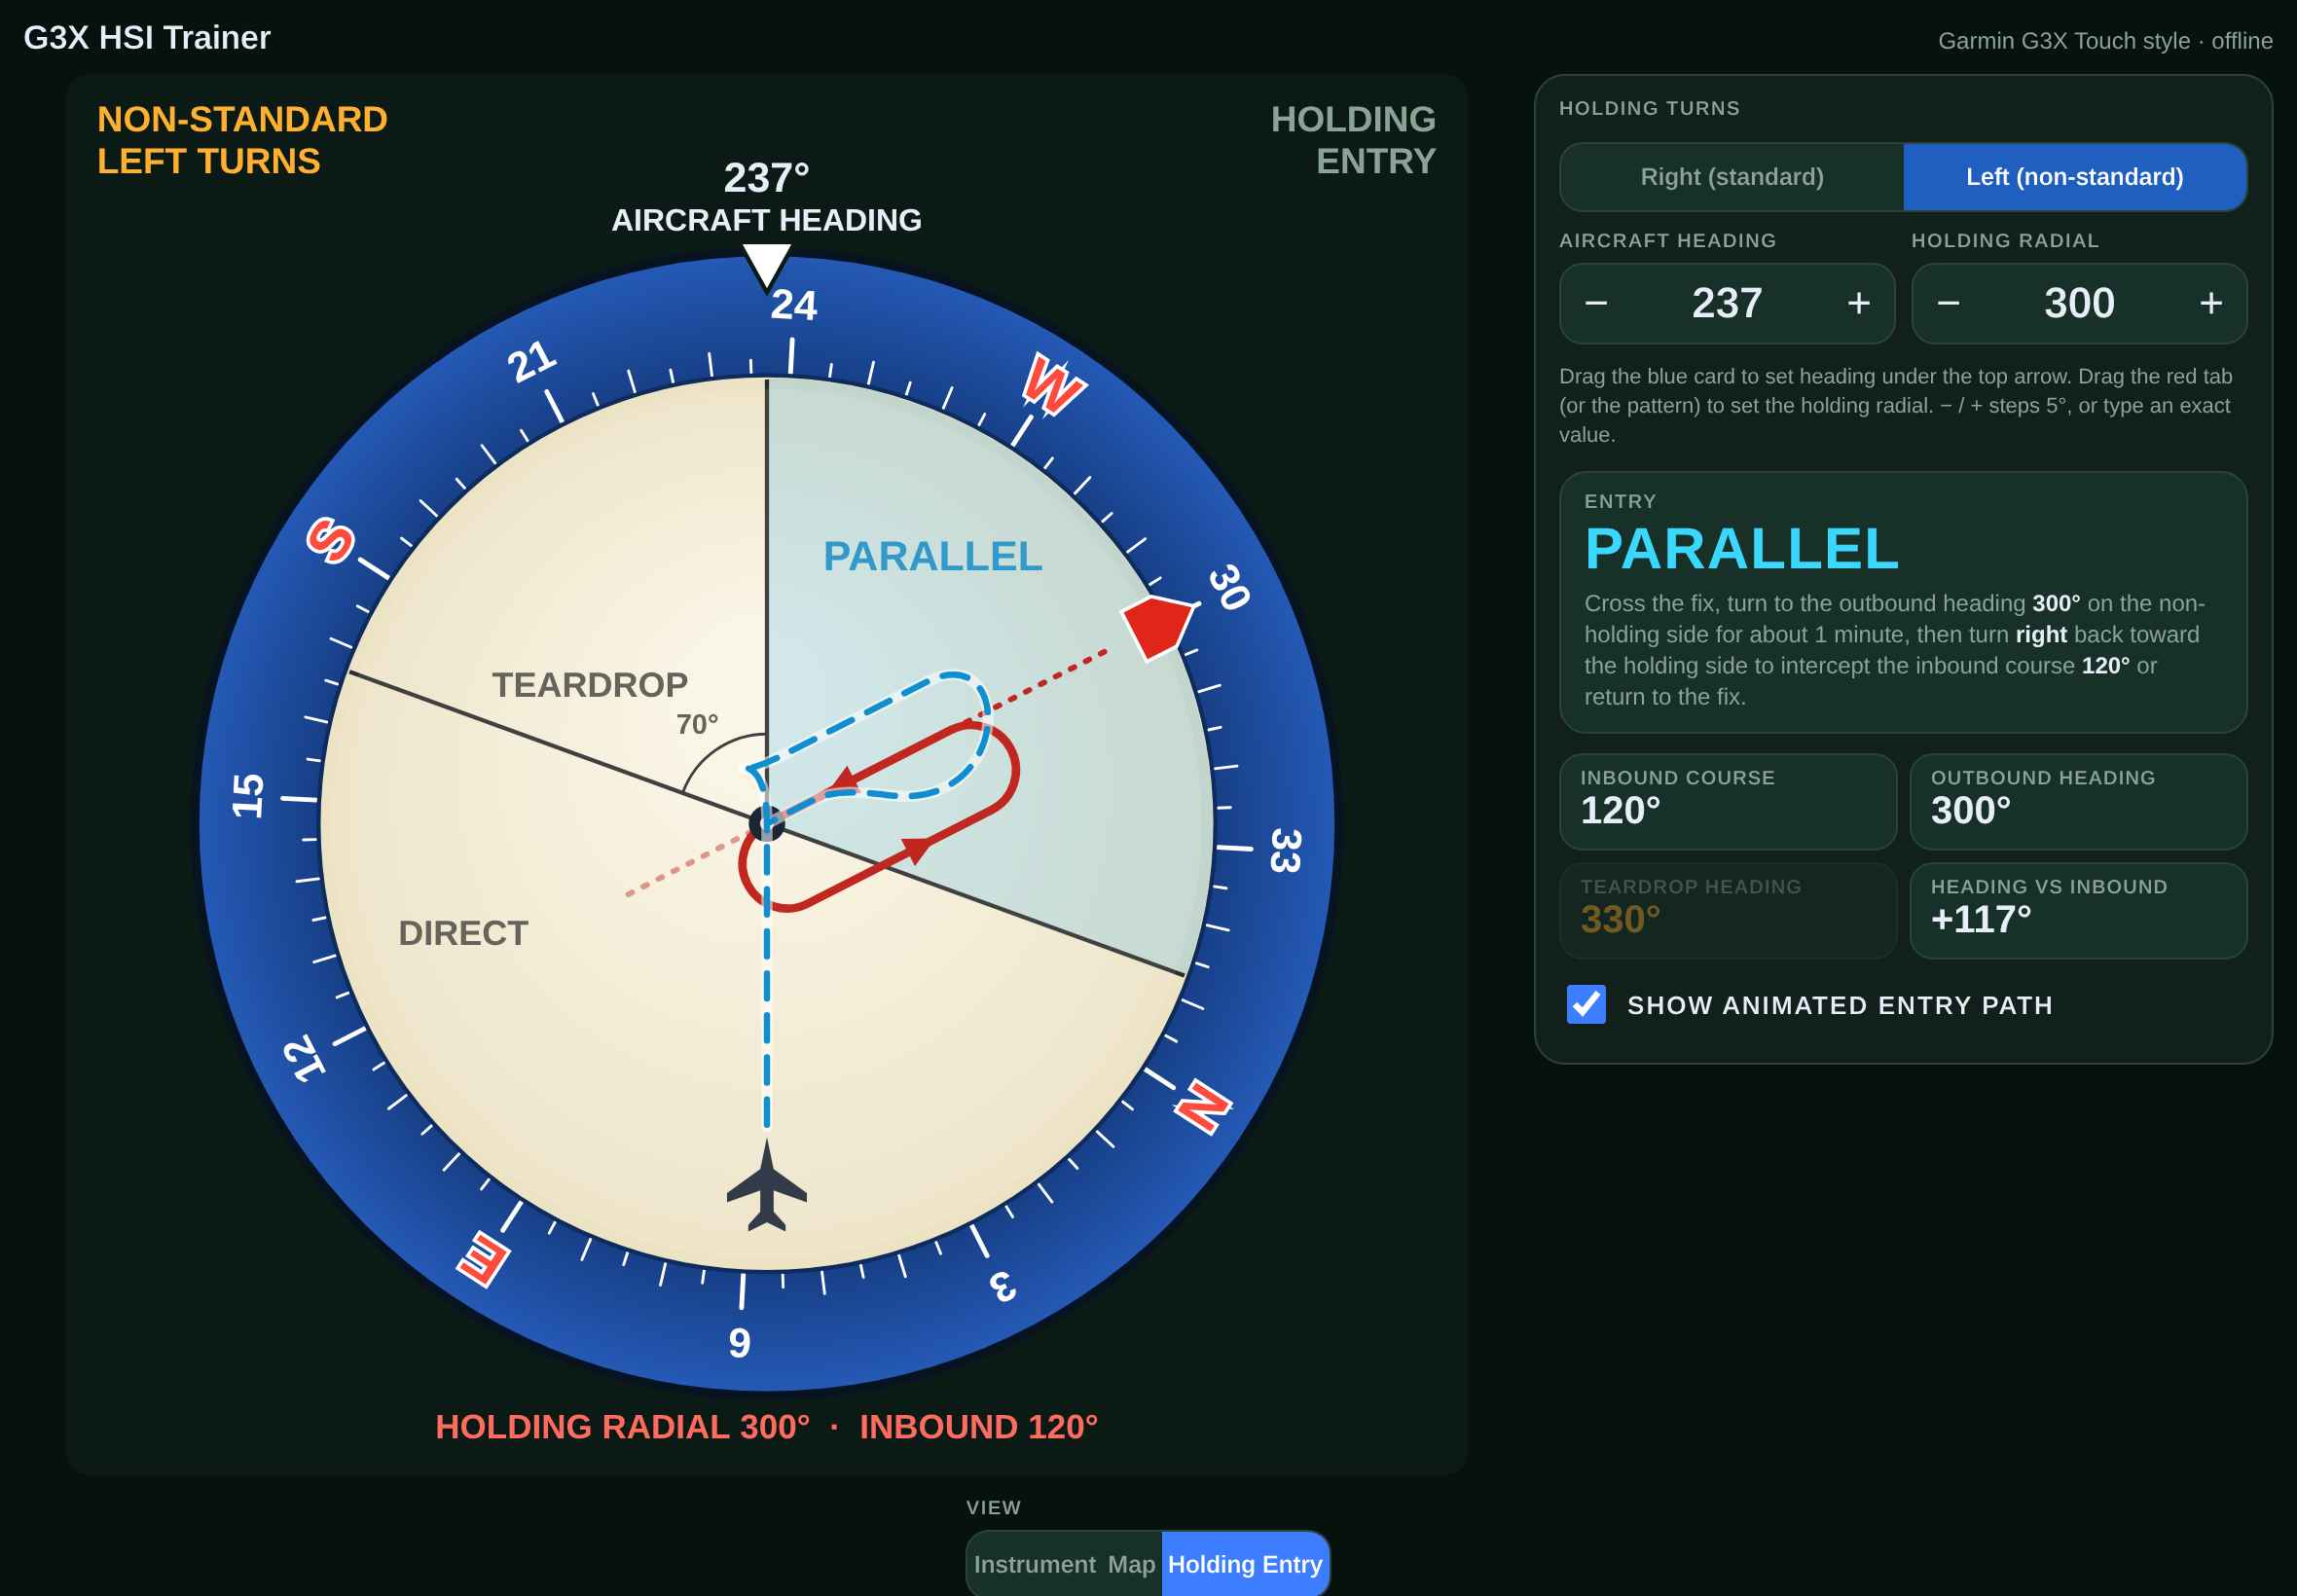 G3X HSI Trainer
Garmin G3X Touch style · offline
NON-STANDARD
LEFT TURNS
HOLDING
ENTRY
237°
AIRCRAFT HEADING
24
21
W
S
30
PARALLEL
TEARDROP
70°
15
33
DIRECT
12
N
E
3
6
HOLDING RADIAL 300° · INBOUND 120°
HOLDING TURNS
Right (standard)
Left (non-standard)
AIRCRAFT HEADING
HOLDING RADIAL
− 237 +
− 300 +
Drag the blue card to set heading under the top arrow. Drag the red tab
(or the pattern) to set the holding radial. − / + steps 5°, or type an exact
value.
ENTRY
PARALLEL
Cross the fix, turn to the outbound heading 300° on the non-
holding side for about 1 minute, then turn right back toward
the holding side to intercept the inbound course 120° or
return to the fix.
INBOUND COURSE
120°
OUTBOUND HEADING
300°
TEARDROP HEADING
330°
HEADING VS INBOUND
+117°
SHOW ANIMATED ENTRY PATH
VIEW
Instrument
Map
Holding Entry